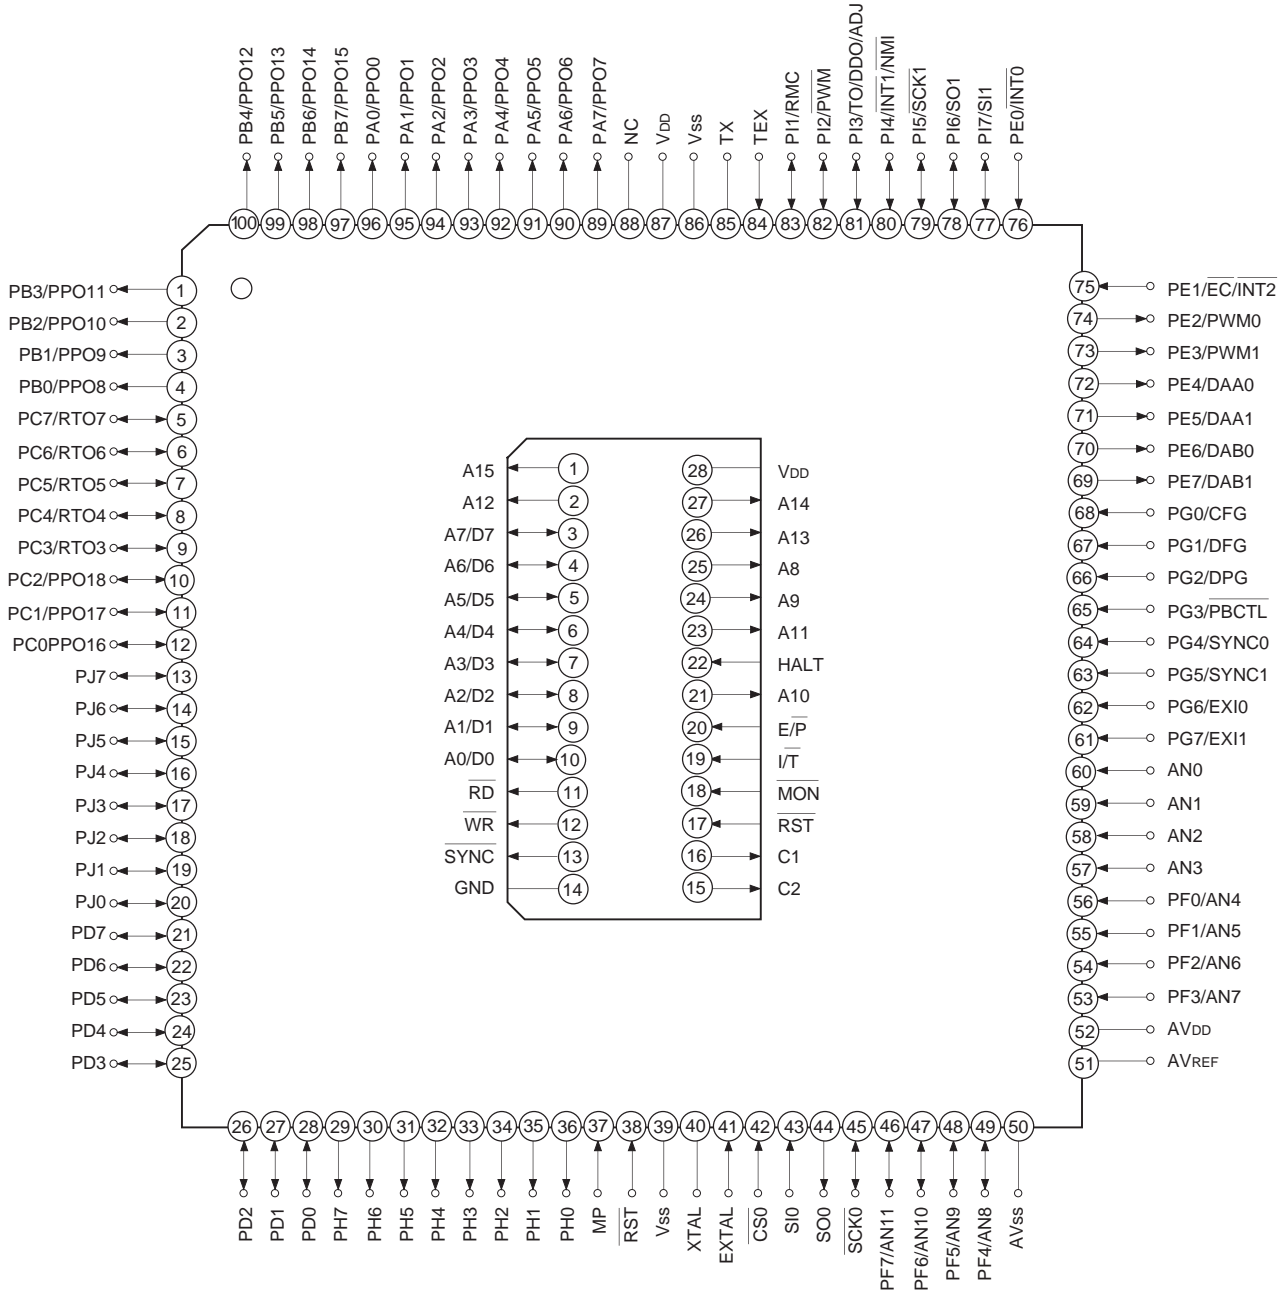 PB4/PPO12
PB5/PPO13
PB6/PPO14
PB7/PPO15
PA0/PPO0
PA1/PPO1
PA2/PPO2
PA3/PPO3
PA4/PPO4
PA5/PPO5
PA6/PPO6
PA7/PPO7
NC
VDD
Vss
TX
TEX
PI1/RMC
PI2/PWM
PI3/TO/DDO/ADJ
PI4/INT1/NMI
PI5/SCK1
PI6/SO1
PI7/SI1
PE0/INT0
100 99 98 97 96 95 94 93 92 91 90 89 88 87 86 85 84 83 82 81 80 79 78 77 76
PB3/PPO11 1
PB2/PPO10 2
PB1/PPO9 3
PB0/PPO8 4
PC7/RTO7 5
PC6/RTO6 6
PC5/RTO5 7
PC4/RTO4 8
PC3/RTO3 9
PC2/PPO18 10
PC1/PPO17 11
PC0PPO16 12
PJ7 13
PJ6 14
PJ5 15
PJ4 16
PJ3 17
PJ2 18
PJ1 19
PJ0 20
PD7 21
PD6 22
PD5 23
PD4 24
PD3 25
A15 1 28 VDD
A12 2 27 A14
A7/D7 3 26 A13
A6/D6 4 25 A8
A5/D5 5 24 A9
A4/D4 6 23 A11
A3/D3 7 22 HALT
A2/D2 8 21 A10
A1/D1 9 20 E/P
A0/D0 10 19 I/T
RD 11 18 MON
WR 12 17 RST
SYNC 13 16 C1
GND 14 15 C2
75 PE1/EC/INT2
74 PE2/PWM0
73 PE3/PWM1
72 PE4/DAA0
71 PE5/DAA1
70 PE6/DAB0
69 PE7/DAB1
68 PG0/CFG
67 PG1/DFG
66 PG2/DPG
65 PG3/PBCTL
64 PG4/SYNC0
63 PG5/SYNC1
62 PG6/EXI0
61 PG7/EXI1
60 AN0
59 AN1
58 AN2
57 AN3
56 PF0/AN4
55 PF1/AN5
54 PF2/AN6
53 PF3/AN7
52 AVDD
51 AVREF
26 27 28 29 30 31 32 33 34 35 36 37 38 39 40 41 42 43 44 45 46 47 48 49 50
PD2
PD1
PD0
PH7
PH6
PH5
PH4
PH3
PH2
PH1
PH0
MP
RST
Vss
XTAL
EXTAL
CS0
SI0
SO0
SCK0
PF7/AN11
PF6/AN10
PF5/AN9
PF4/AN8
AVss